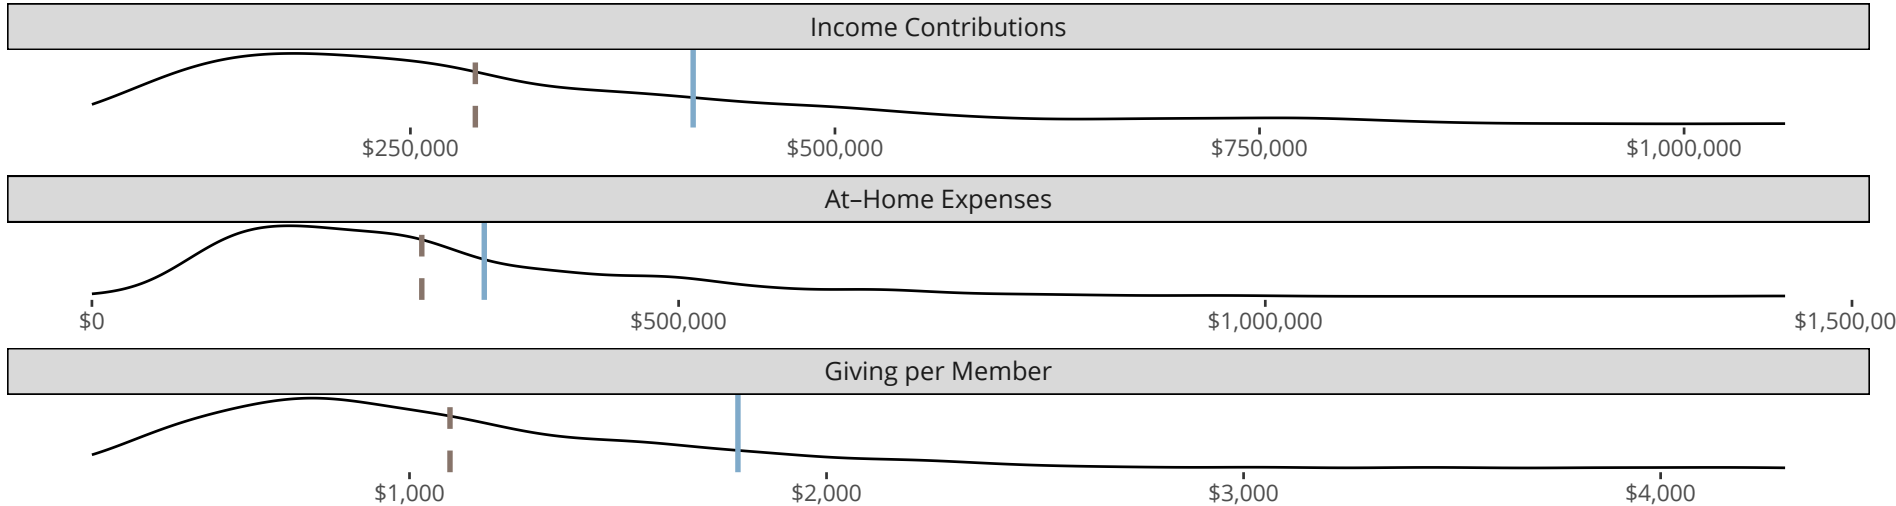 Income Contributions
$250,000 $500,000 $750,000 $1,000,000
At–Home Expenses
$0 $500,000 $1,000,000 $1,500,00
Giving per Member
$1,000 $2,000 $3,000 $4,000